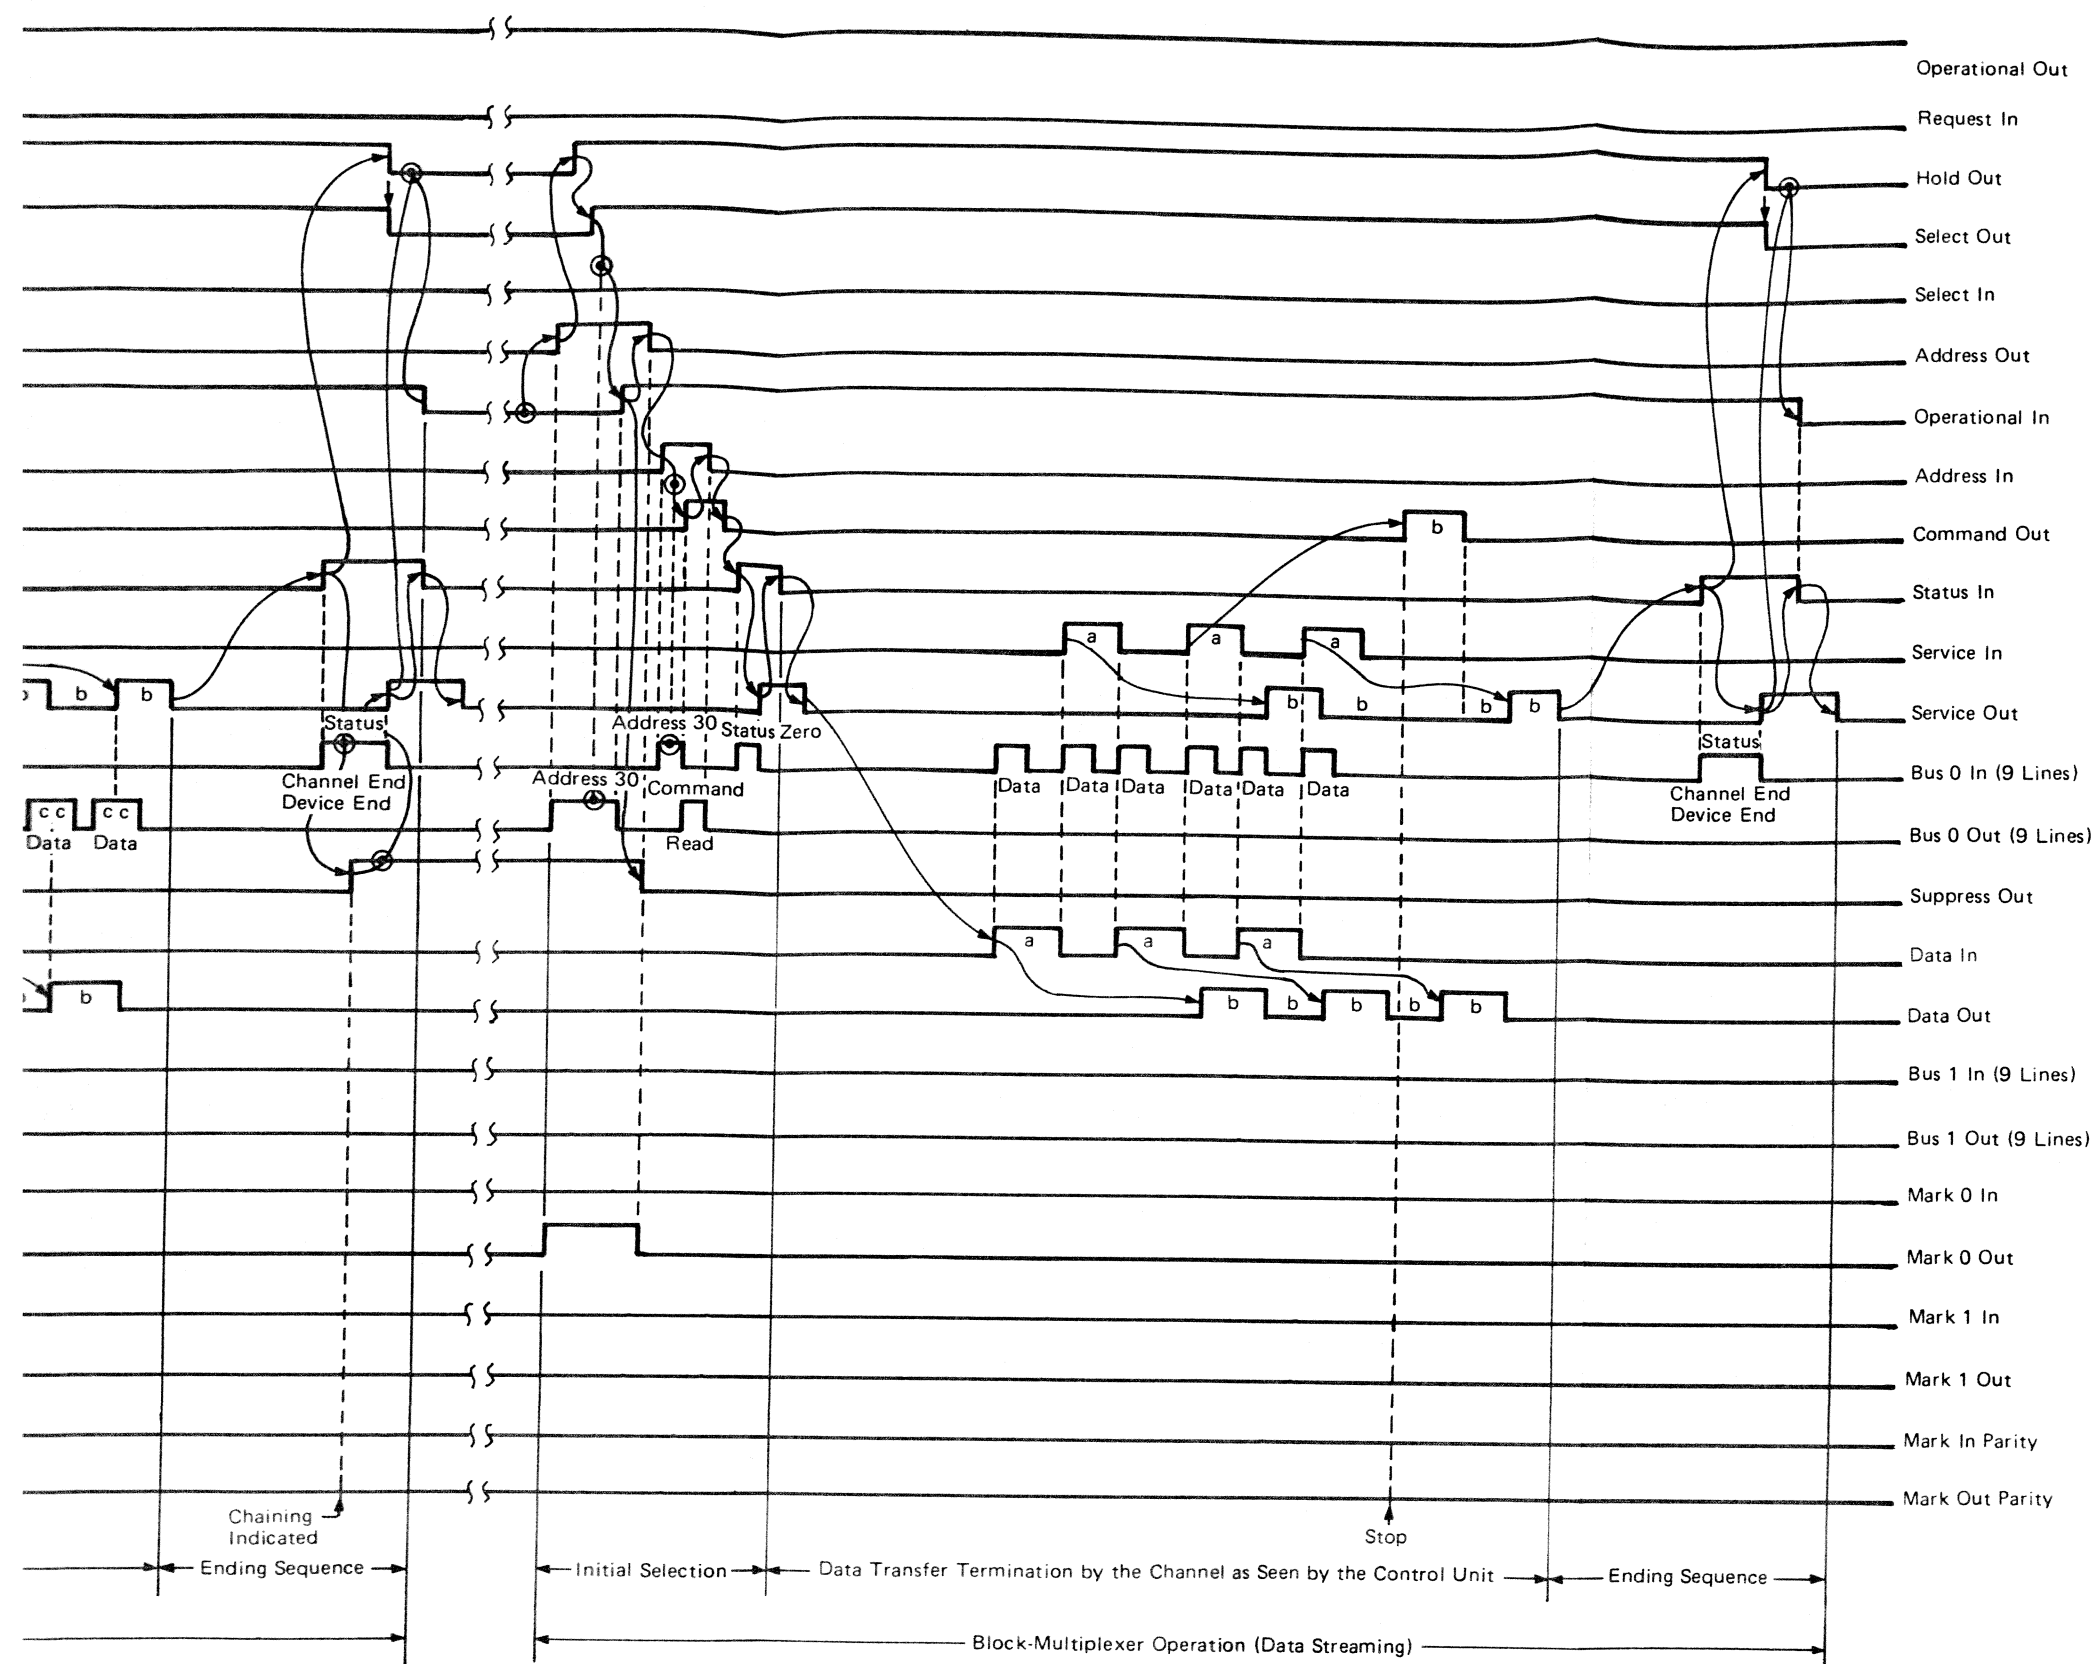 Operational Out
Request In
Hold Out
Select Out
Select In
Address Out
Operational In
Address In
b
Command Out
Status In
a
a
a
Service In
b
b
b
b
b
b
Service Out
Status
Address 30
Status Zero
Status
Channel End
Device End
Address 30
Command
Data
Data
Data
Data
Data
Data
Bus 0 In (9 Lines)
Channel End
Device End
c c
c c
Data
Data
Read
Bus 0 Out (9 Lines)
Suppress Out
a
a
a
Data In
b
b
b
b
b
b
Data Out
Bus 1 In (9 Lines)
Bus 1 Out (9 Lines)
Mark 0 In
Mark 0 Out
Mark 1 In
Mark 1 Out
Mark In Parity
Mark Out Parity
Chaining
Indicated
Stop
Ending Sequence
Initial Selection
Data Transfer Termination by the Channel as Seen by the Control Unit
Ending Sequence
Block-Multiplexer Operation (Data Streaming)